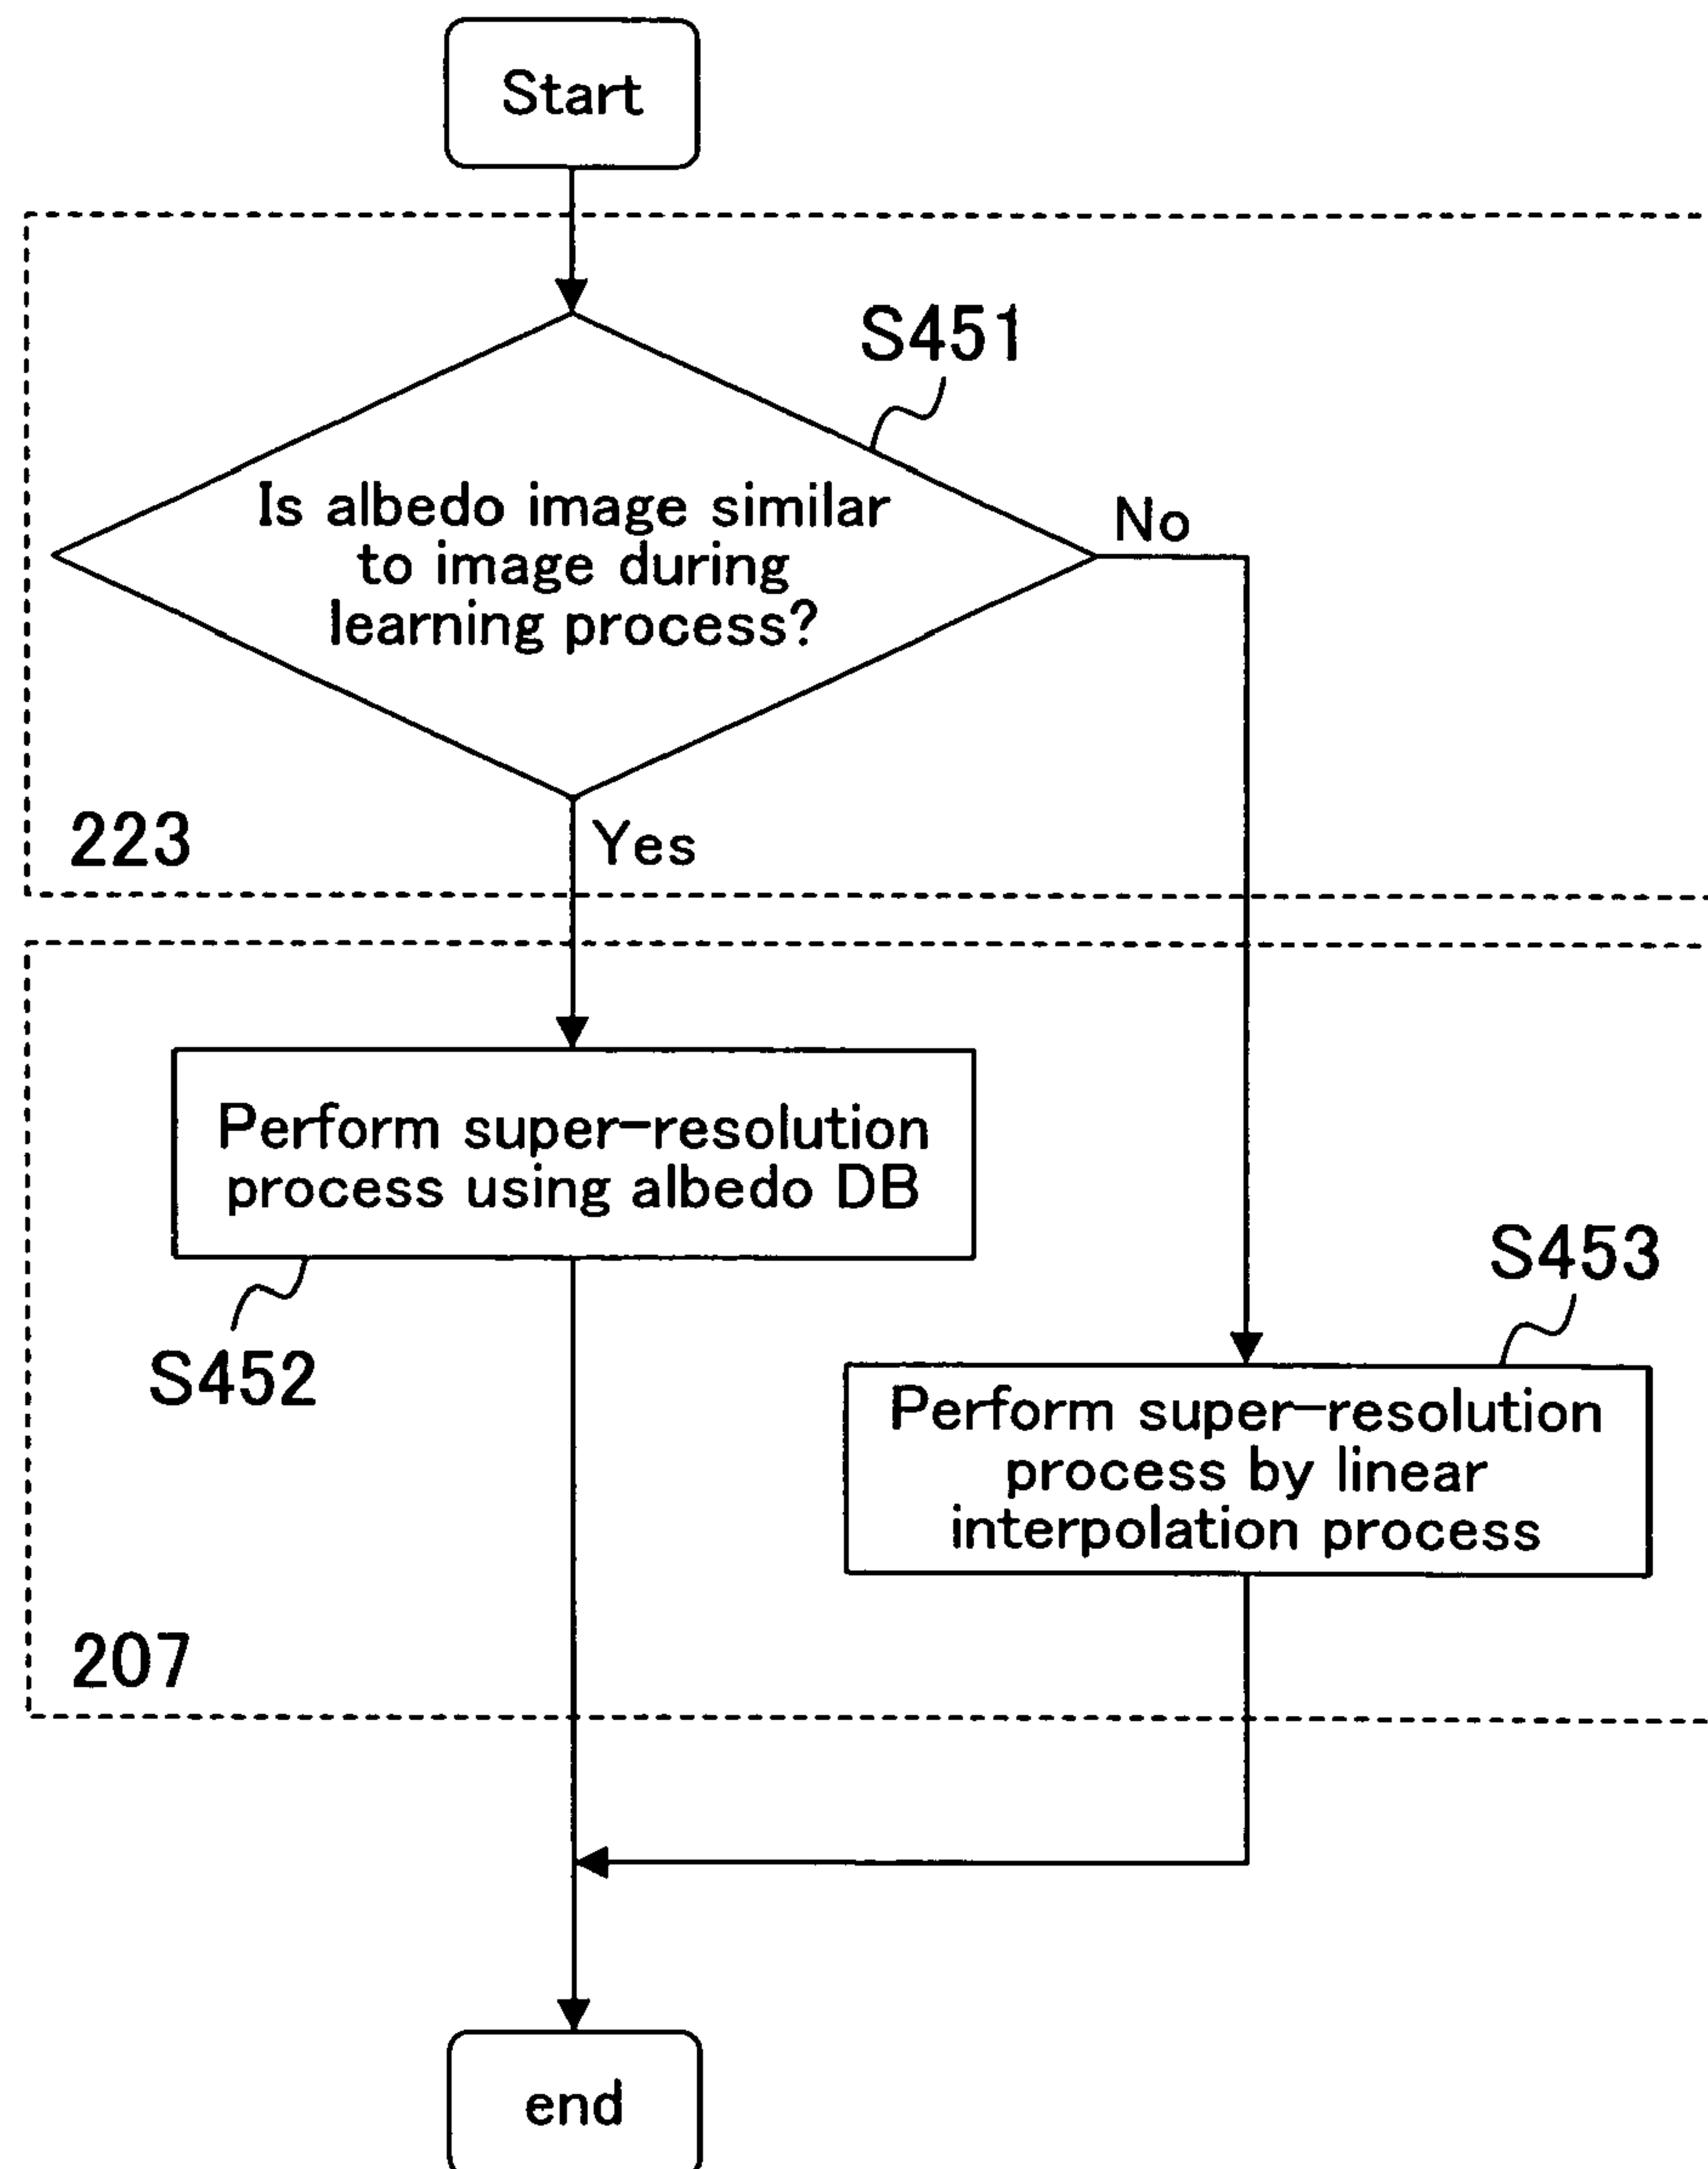 Start
S451
Is albedo image similar
to image during
learning process?
No
223
Yes
Perform super-resolution
process using albedo DB
S452
S453
Perform super-resolution
process by linear
interpolation process
207
end